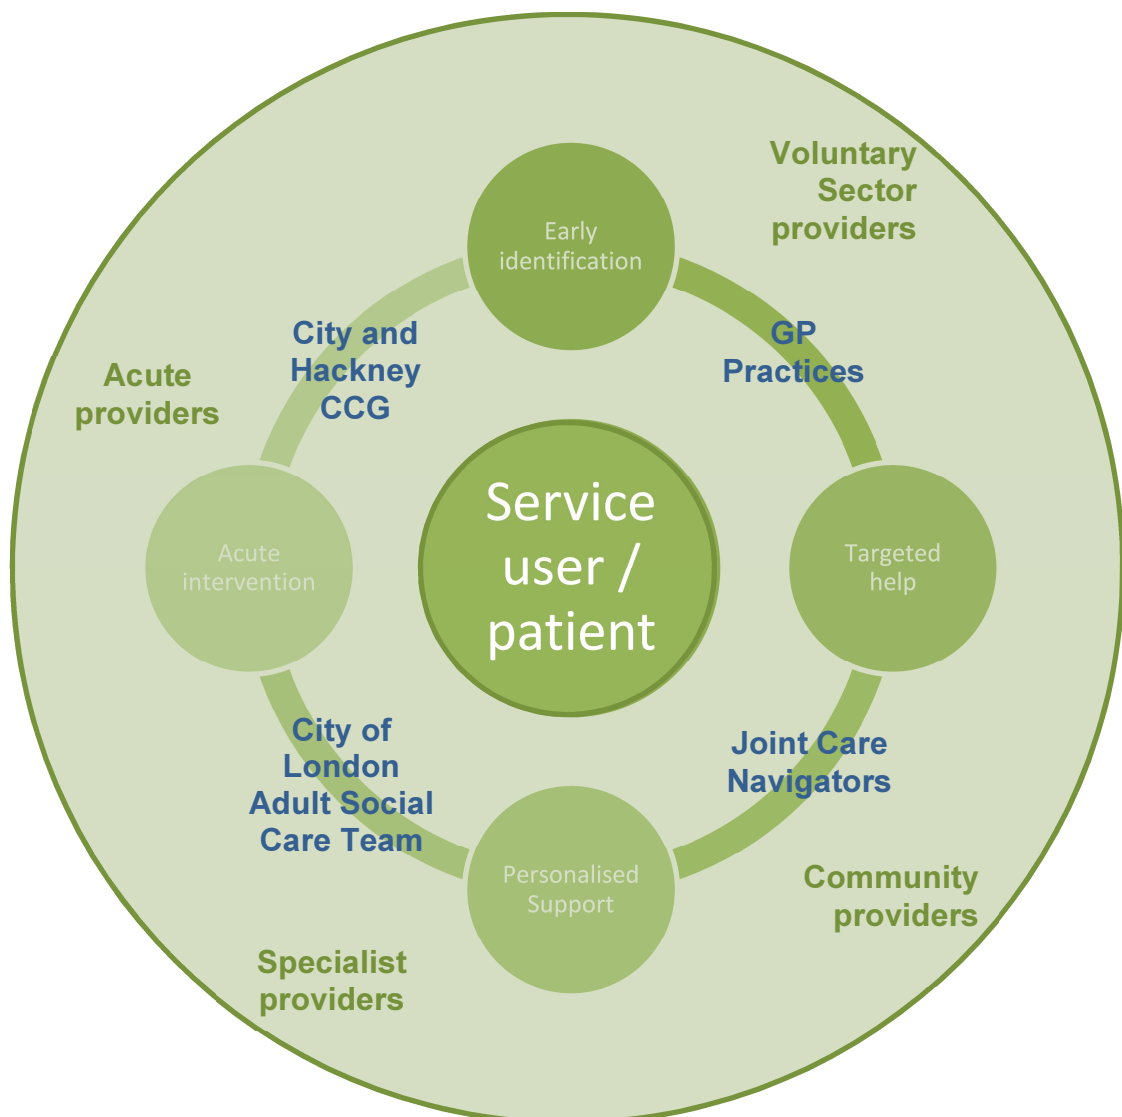 Voluntary
Sector
providers
Early
identification
City and
Hackney
CCG
GP
Practices
Acute
providers
Service
user /
patient
Acute
intervention
Targeted
help
City of
London
Adult Social
Care Team
Joint Care
Navigators
Personalised
Support
Community
providers
Specialist
providers